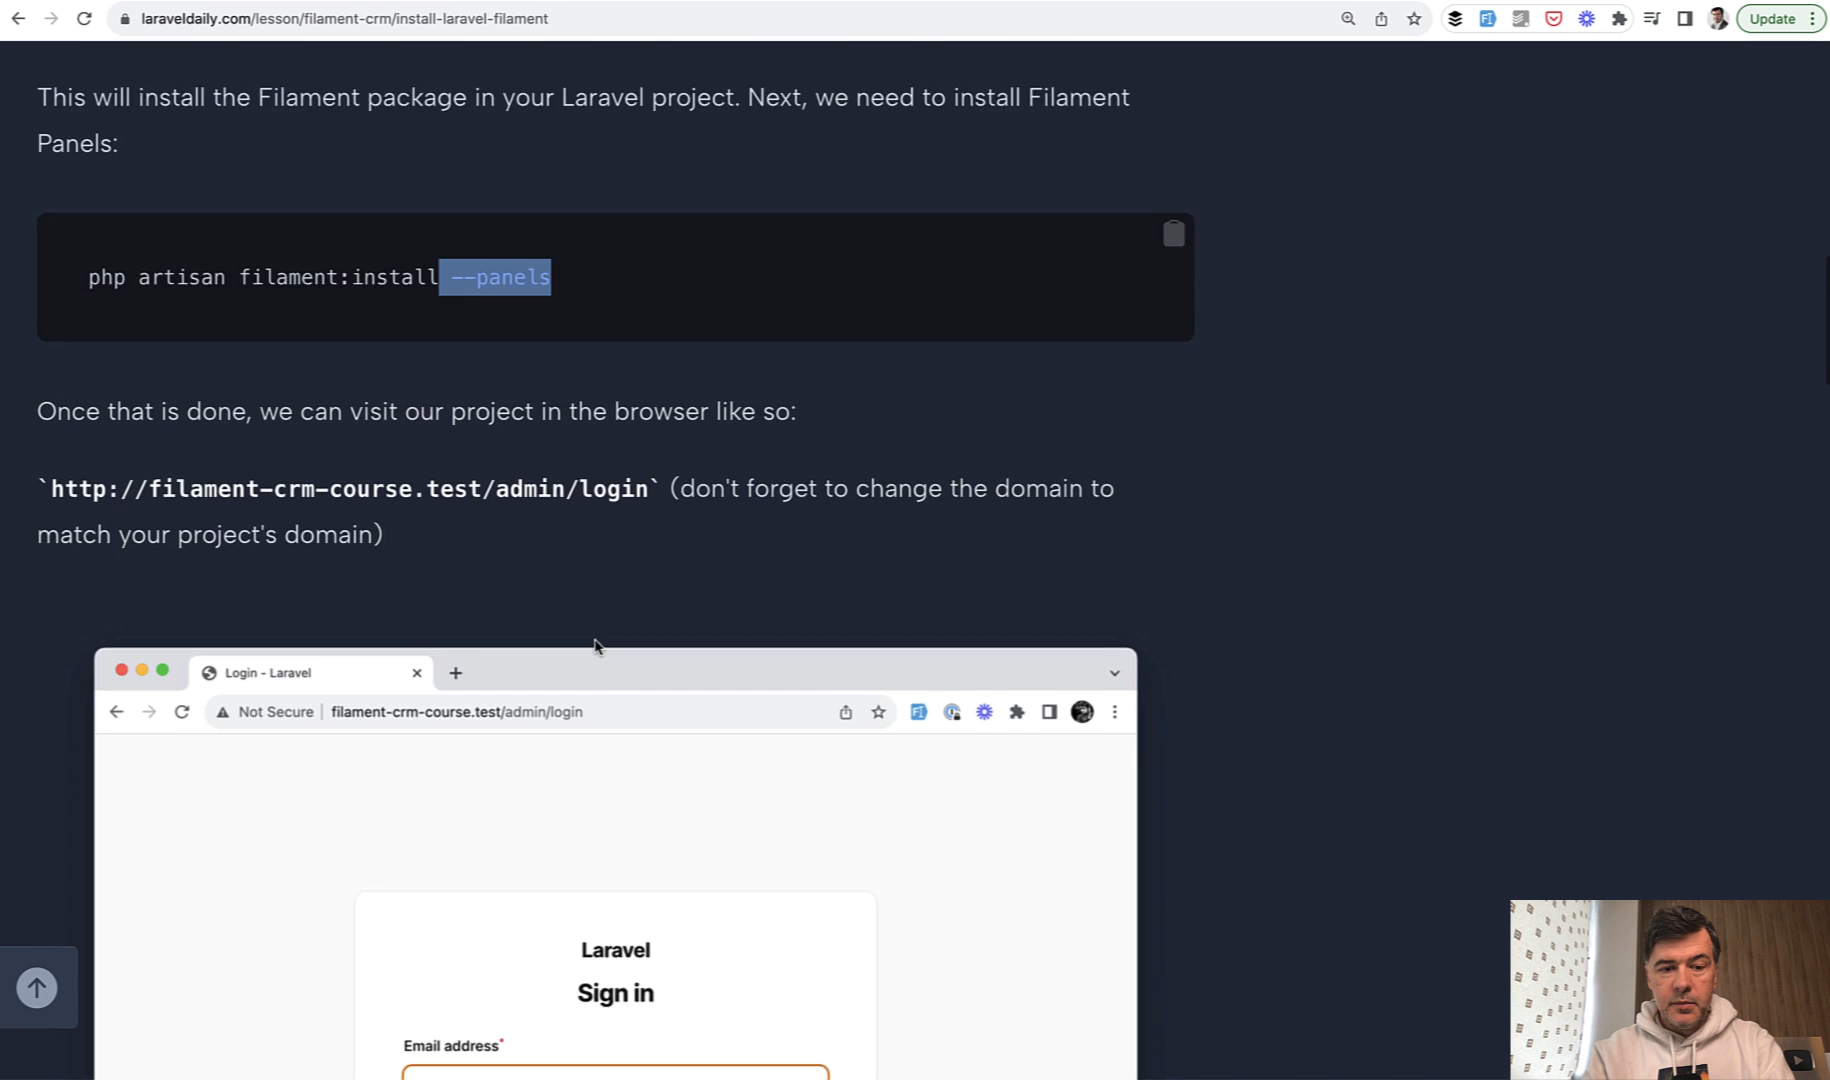 laraveldaily.com/lesson/filament-crm/install-laravel-filament
Update
This will install the Filament package in your Laravel project. Next, we need to install Filament
Panels:
php artisan filament:install --panels
Once that is done, we can visit our project in the browser like so:
`http://filament-crm-course.test/admin/login` (don't forget to change the domain to
match your project's domain)
Login - Laravel
Not Secure | filament-crm-course.test/admin/login
Laravel
Sign in
Email address*